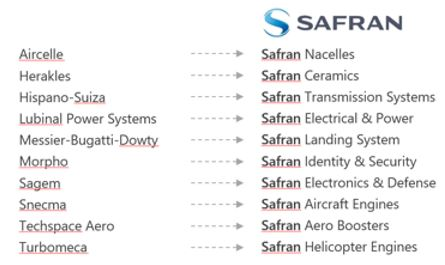 SAFRAN
Aircelle Safran Nacelles
Herakles Safran Ceramics
Hispano-Suiza Safran Transmission Systems
Lubinal Power Systems Safran Electrical & Power
Messier-Bugatti-Dowty Safran Landing System
Morpho Safran Identity & Security
Sagem Safran Electronics & Defense
Snecma Safran Aircraft Engines
Techspace Aero Safran Aero Boosters
Turbomeca Safran Helicopter Engines